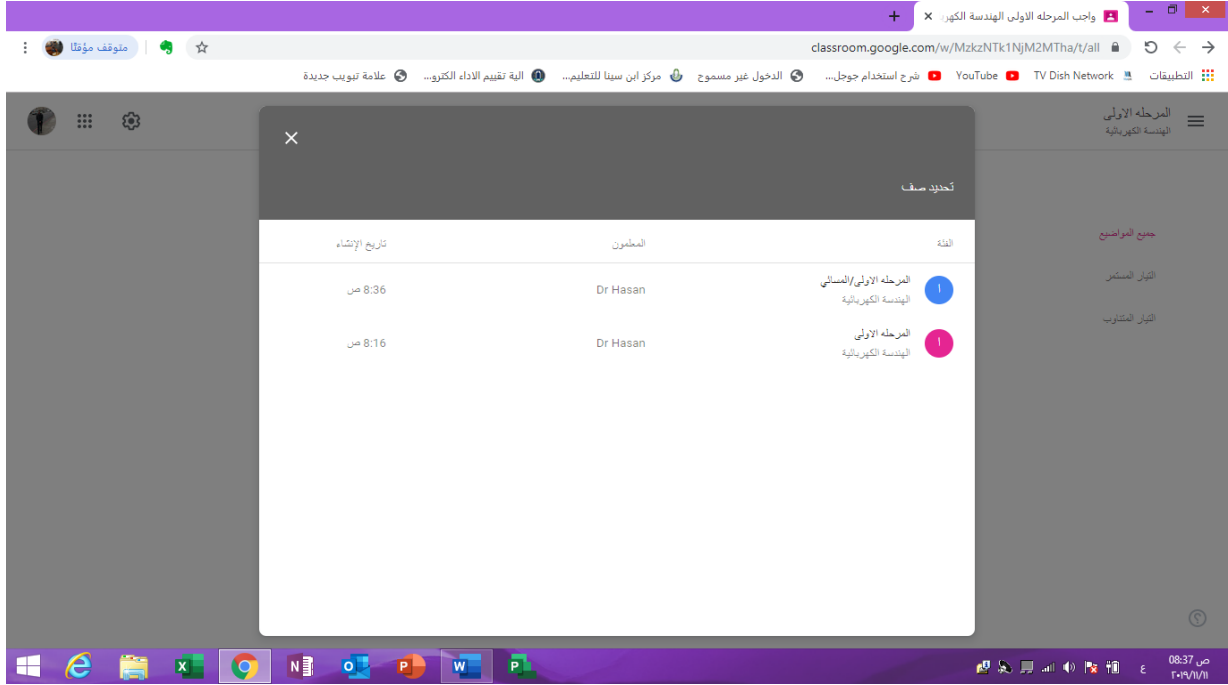 واجب المرحله الاولى الهندسة الكهرب
classroom.google.com/w/MzkzNTk1NjM2MTha/t/all
متوقف مؤقتًا
التطبيقات
TV Dish Network
YouTube
شرح استخدام جوجل...
الدخول غير مسموح
مركز ابن سينا للتعليم...
الية تقييم الاداء الكترو...
علامة تبويب جديدة
المرحله الاولى
الهندسة الكهربائية
تحديد صف
جميع المواضيع
التيار المستمر
التيار المتناوب
الفئة المعلمون تاريخ الإنشاء
ا المرحله الاولى/المسائي Dr Hasan 8:36 ص
الهندسة الكهربائية
ا المرحله الاولى Dr Hasan 8:16 ص
الهندسة الكهربائية
ع
08:37 ص
٢٠١٩/١١/١١